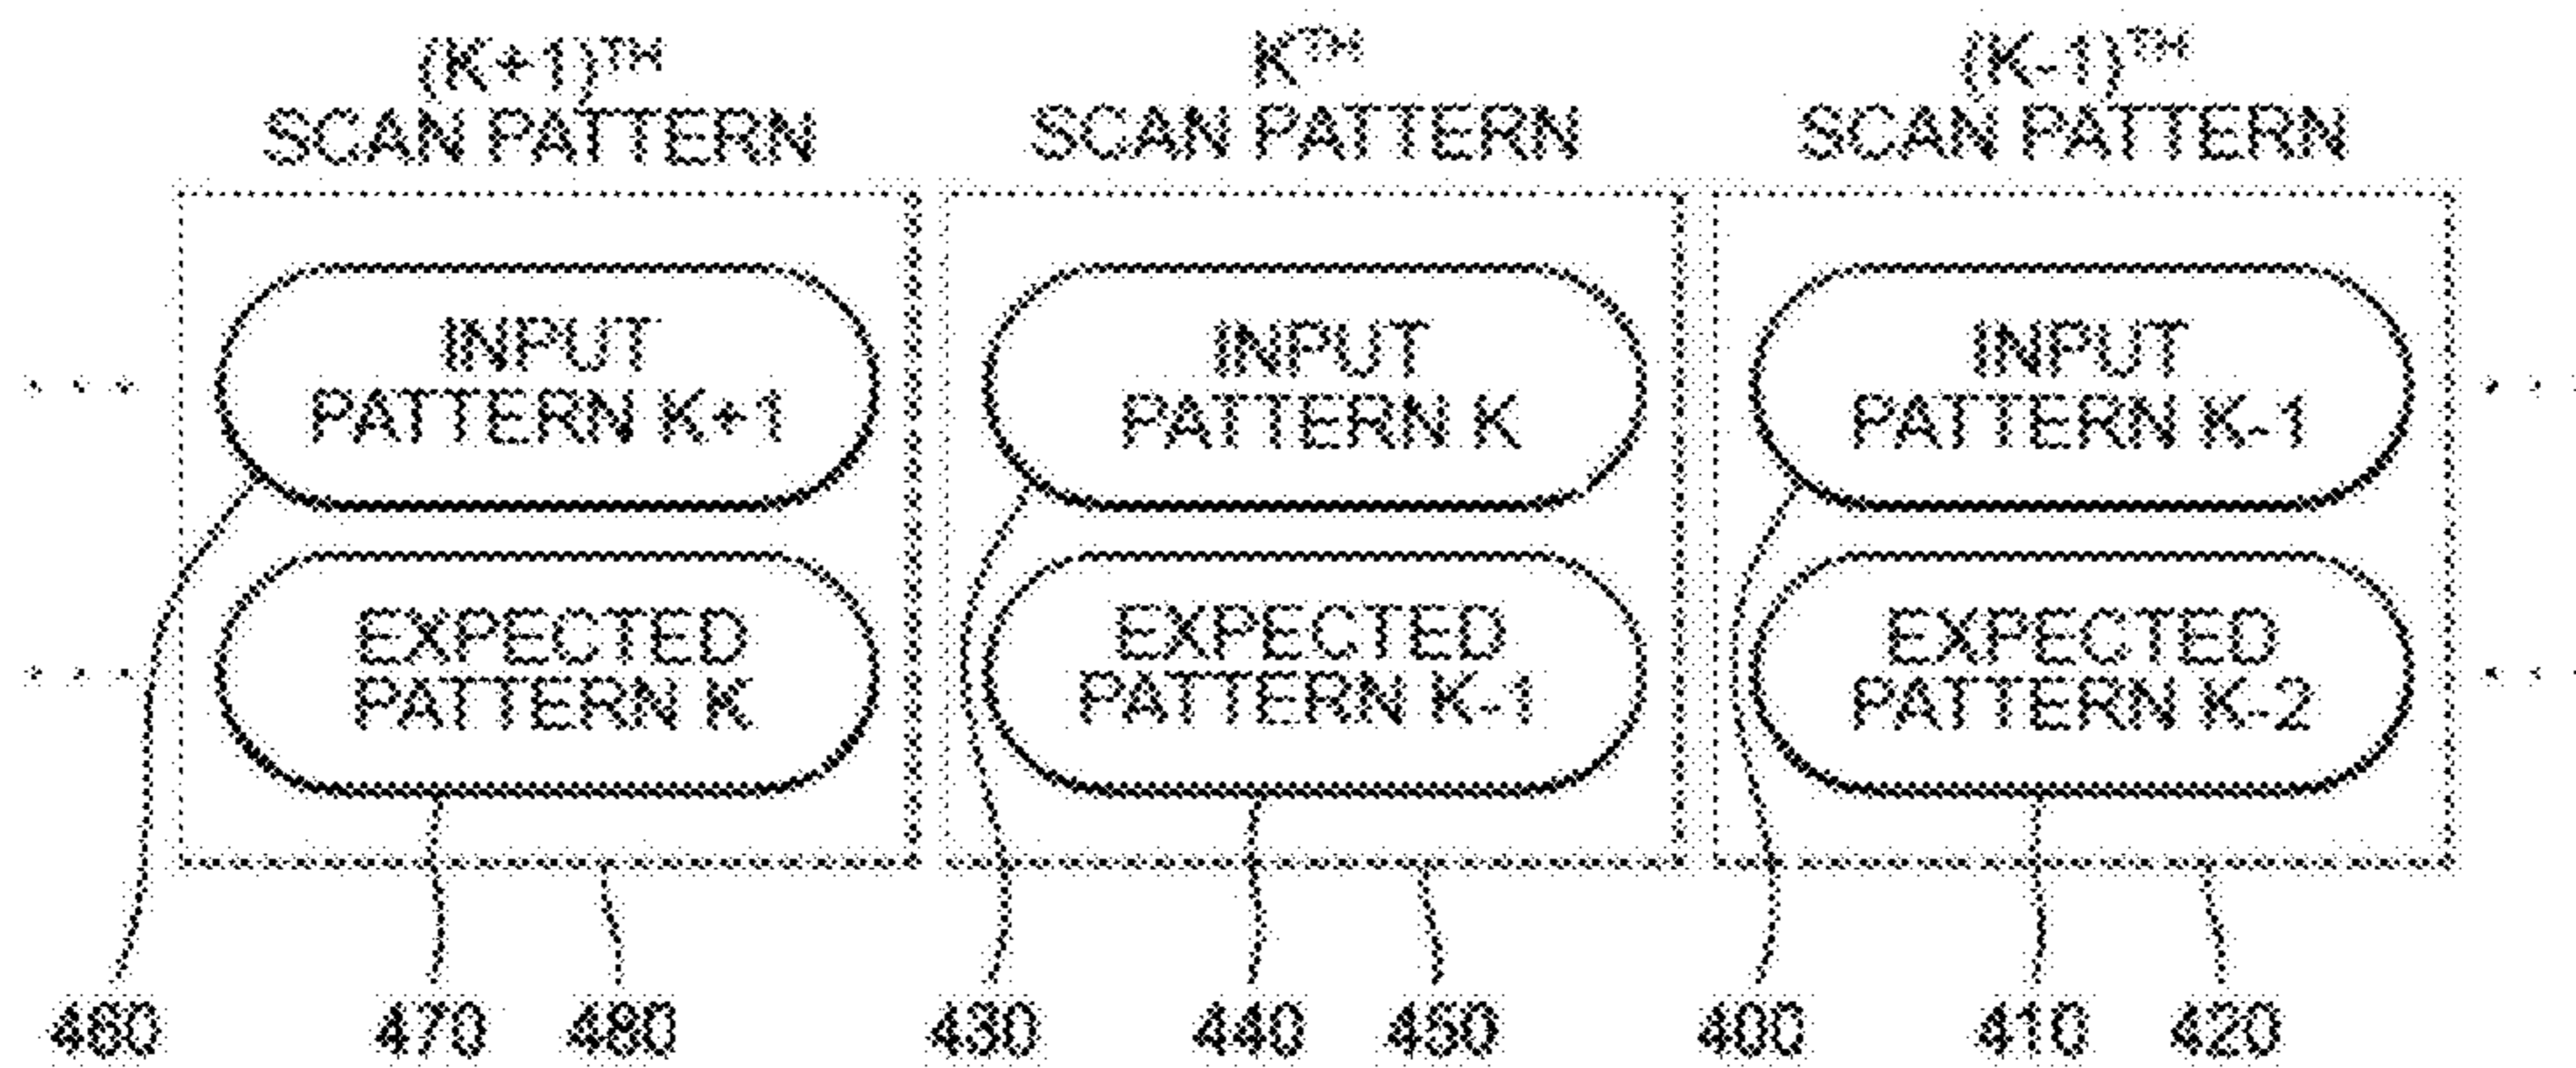 (K+1)TH
SCAN PATTERN
KTH
SCAN PATTERN
(K-1)TH
SCAN PATTERN
INPUT
PATTERN K+1
INPUT
PATTERN K
INPUT
PATTERN K-1
EXPECTED
PATTERN K
EXPECTED
PATTERN K-1
EXPECTED
PATTERN K-2
460 470 480 430 440 450 400 410 420